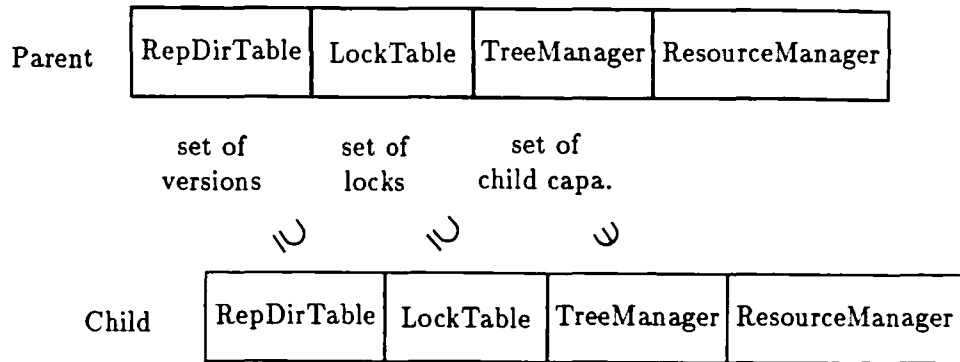 Parent RepDirTable LockTable TreeManager ResourceManager
set of set of set of
versions locks child capa.
⊆ ⊆ ∈
Child RepDirTable LockTable TreeManager ResourceManager